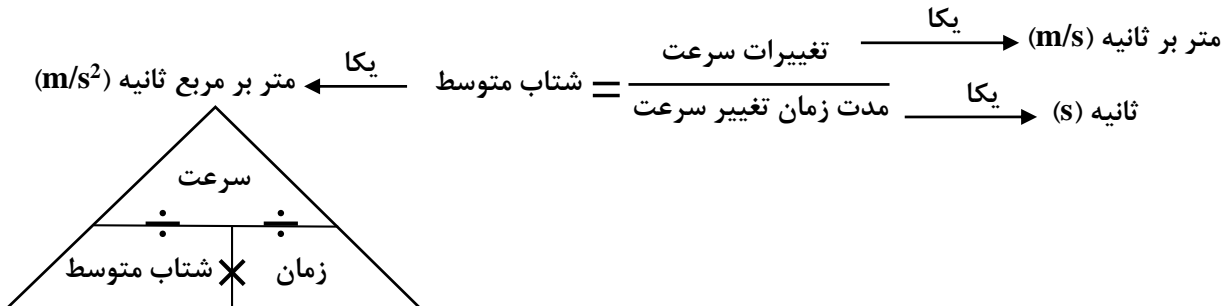 یکا
متر بر ثانیه (m/s)
تغییرات سرعت
شتاب متوسط =
مدت زمان تغییر سرعت
یکا
ثانیه (s)
یکا
متر بر مربع ثانیه (m/s²)
سرعت
÷ ÷
زمان × شتاب متوسط